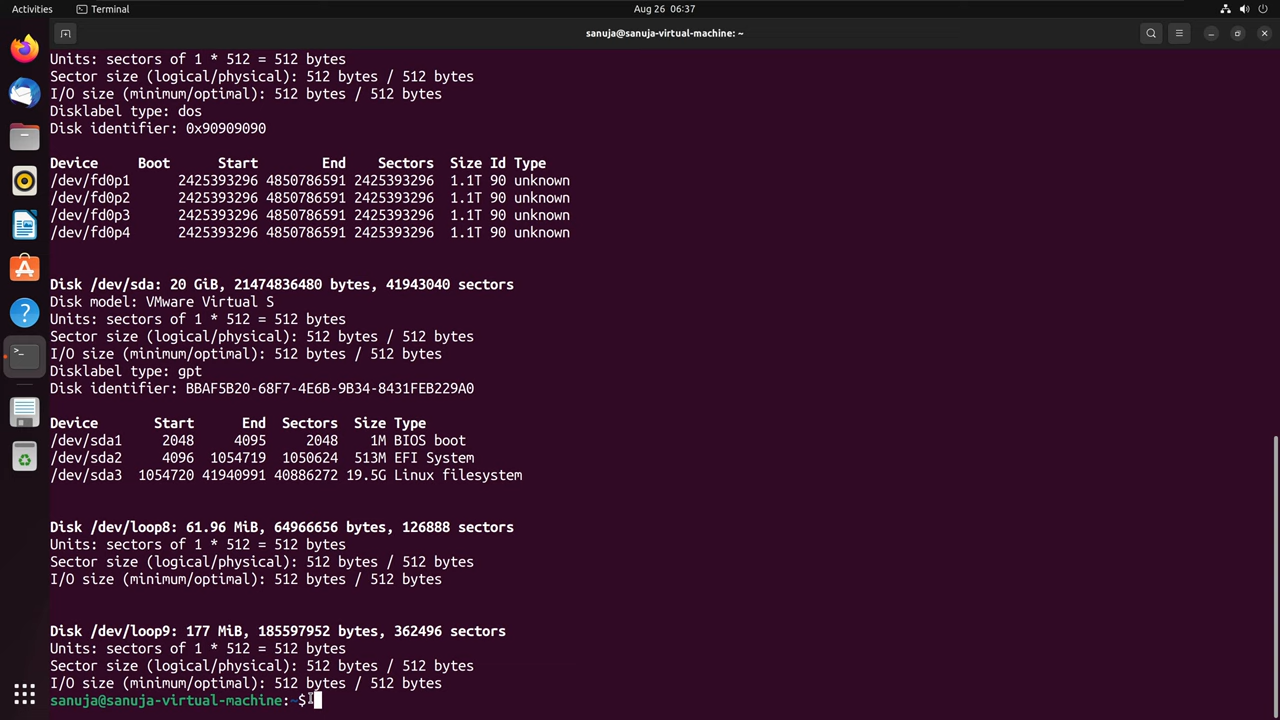 Activities Terminal Aug 26 06:37
sanuja@sanuja-virtual-machine: ~
Units: sectors of 1 * 512 = 512 bytes
Sector size (logical/physical): 512 bytes / 512 bytes
I/O size (minimum/optimal): 512 bytes / 512 bytes
Disklabel type: dos
Disk identifier: 0x90909090
Device Boot Start End Sectors Size Id Type
/dev/fd0p1 2425393296 4850786591 2425393296 1.1T 90 unknown
/dev/fd0p2 2425393296 4850786591 2425393296 1.1T 90 unknown
/dev/fd0p3 2425393296 4850786591 2425393296 1.1T 90 unknown
/dev/fd0p4 2425393296 4850786591 2425393296 1.1T 90 unknown
Disk /dev/sda: 20 GiB, 21474836480 bytes, 41943040 sectors
Disk model: VMware Virtual S
Units: sectors of 1 * 512 = 512 bytes
Sector size (logical/physical): 512 bytes / 512 bytes
I/O size (minimum/optimal): 512 bytes / 512 bytes
Disklabel type: gpt
Disk identifier: BBAF5B20-68F7-4E6B-9B34-8431FEB229A0
Device Start End Sectors Size Type
/dev/sda1 2048 4095 2048 1M BIOS boot
/dev/sda2 4096 1054719 1050624 513M EFI System
/dev/sda3 1054720 41940991 40886272 19.5G Linux filesystem
Disk /dev/loop8: 61.96 MiB, 64966656 bytes, 126888 sectors
Units: sectors of 1 * 512 = 512 bytes
Sector size (logical/physical): 512 bytes / 512 bytes
I/O size (minimum/optimal): 512 bytes / 512 bytes
Disk /dev/loop9: 177 MiB, 185597952 bytes, 362496 sectors
Units: sectors of 1 * 512 = 512 bytes
Sector size (logical/physical): 512 bytes / 512 bytes
I/O size (minimum/optimal): 512 bytes / 512 bytes
sanuja@sanuja-virtual-machine:~$